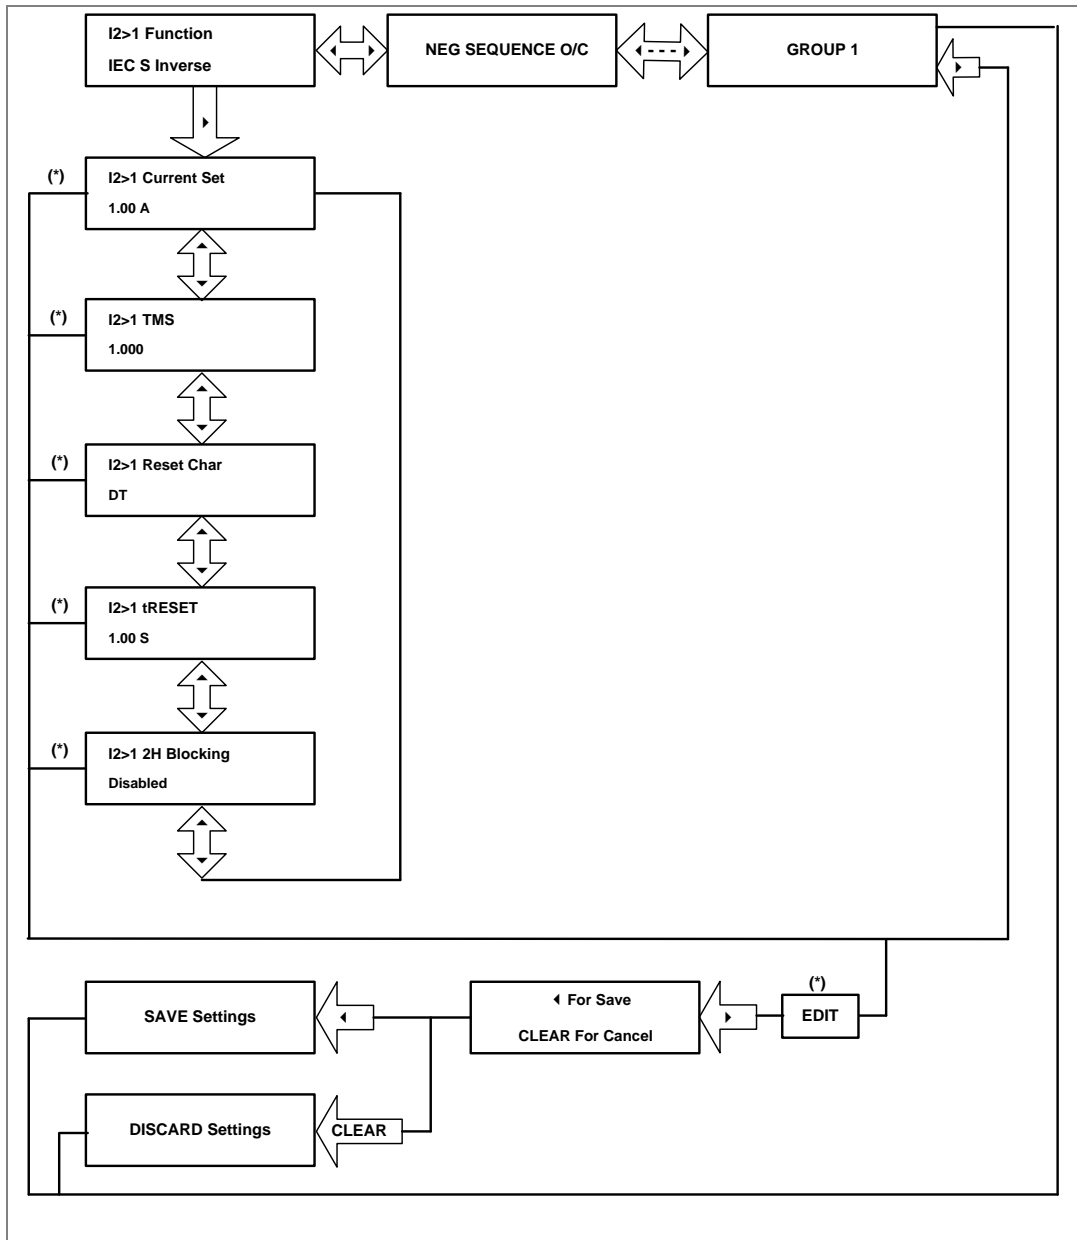 I2>1 Function
IEC S Inverse
NEG SEQUENCE O/C
GROUP 1
(*)
I2>1 Current Set
1.00 A
(*)
I2>1 TMS
1.000
(*)
I2>1 Reset Char
DT
(*)
I2>1 tRESET
1.00 S
(*)
I2>1 2H Blocking
Disabled
SAVE Settings
For Save
CLEAR For Cancel
(*)
EDIT
DISCARD Settings
CLEAR